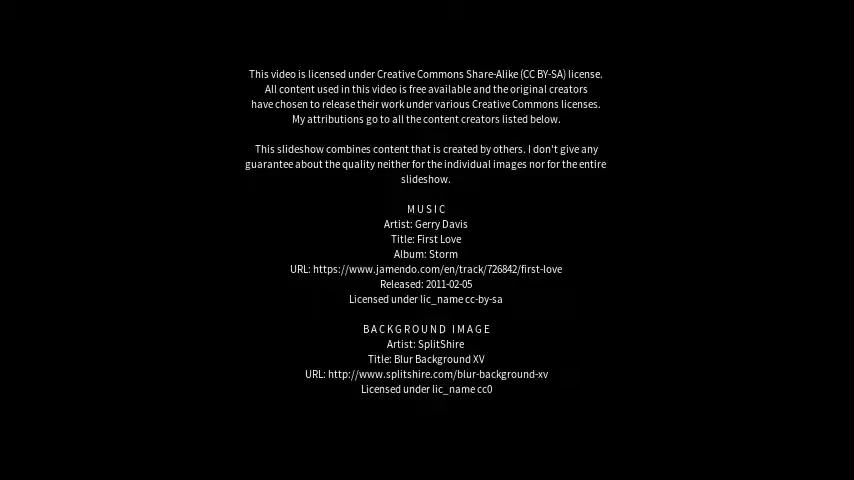 This video is licensed under Creative Commons Share-Alike (CC BY-SA) license.
All content used in this video is free available and the original creators
have chosen to release their work under various Creative Commons licenses.
My attributions go to all the content creators listed below.
This slideshow combines content that is created by others. I don't give any
guarantee about the quality neither for the individual images nor for the entire
slideshow.
MUSIC
Artist: Gerry Davis
Title: First Love
Album: Storm
URL: https://www.jamendo.com/en/track/726842/first-love
Released: 2011-02-05
Licensed under lic_name cc-by-sa
BACKGROUND IMAGE
Artist: SplitShire
Title: Blur Background XV
URL: http://www.splitshire.com/blur-background-xv
Licensed under lic_name cc0